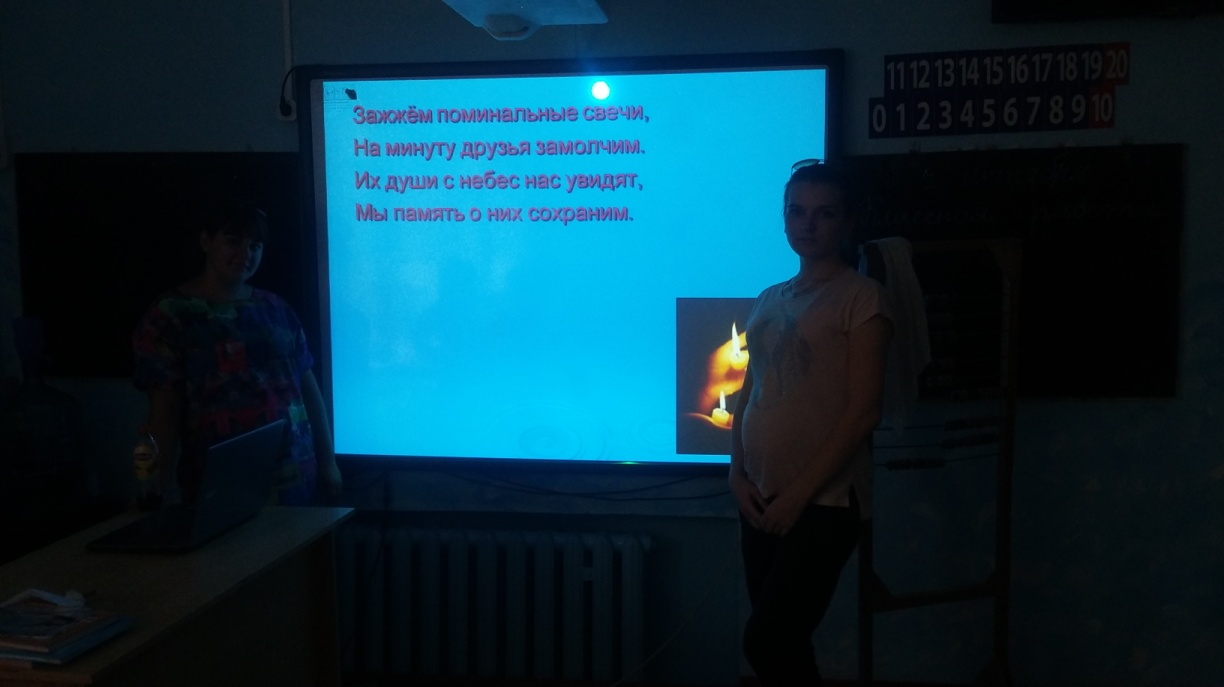 Зажжём поминальные свечи,
На минуту друзья замолчим.
Их души с небес нас увидят,
Мы память о них сохраним.
11 12 13 14 15 16 17 18 19 20
0 1 2 3 4 5 6 7 8 9 10